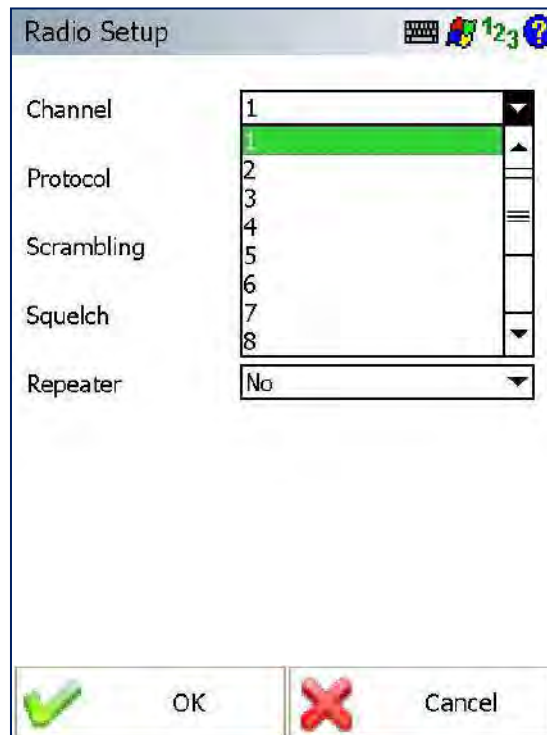 Radio Setup 123 ?
Channel 1
1
2
Protocol
3
4
Scrambling
5
6
Squelch
7
8
Repeater No
OK Cancel